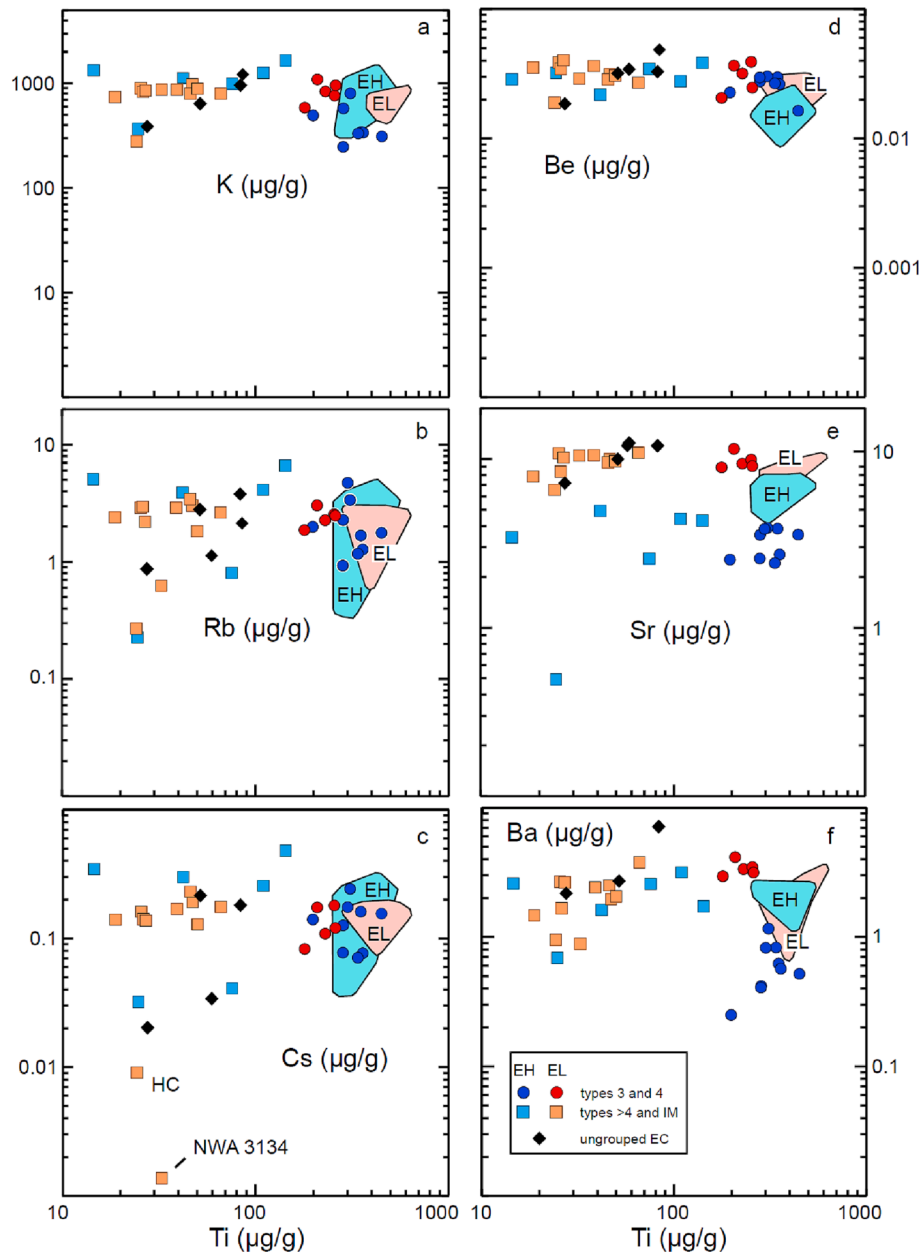 a
1000
100
10
EH
EL
K (µg/g)
d
0.01
0.001
EL
EH
Be (µg/g)
b
10
1
0.1
EL
EH
Rb (µg/g)
e
10
1
EL
EH
Sr (µg/g)
c
0.1
0.01
EH
EL
Cs (µg/g)
HC
NWA 3134
10 100 1000
Ti (µg/g)
f
Ba (µg/g)
1
0.1
EH
EL
EH EL
types 3 and 4
types >4 and IM
ungrouped EC
10 100 1000
Ti (µg/g)